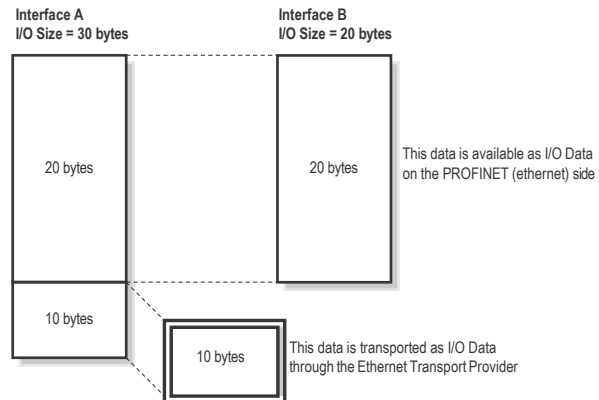 Interface A
I/O Size = 30 bytes
Interface B
I/O Size = 20 bytes
20 bytes
20 bytes
This data is available as I/O Data
on the PROFINET (ethernet) side
10 bytes
10 bytes
This data is transported as I/O Data
through the Ethernet Transport Provider